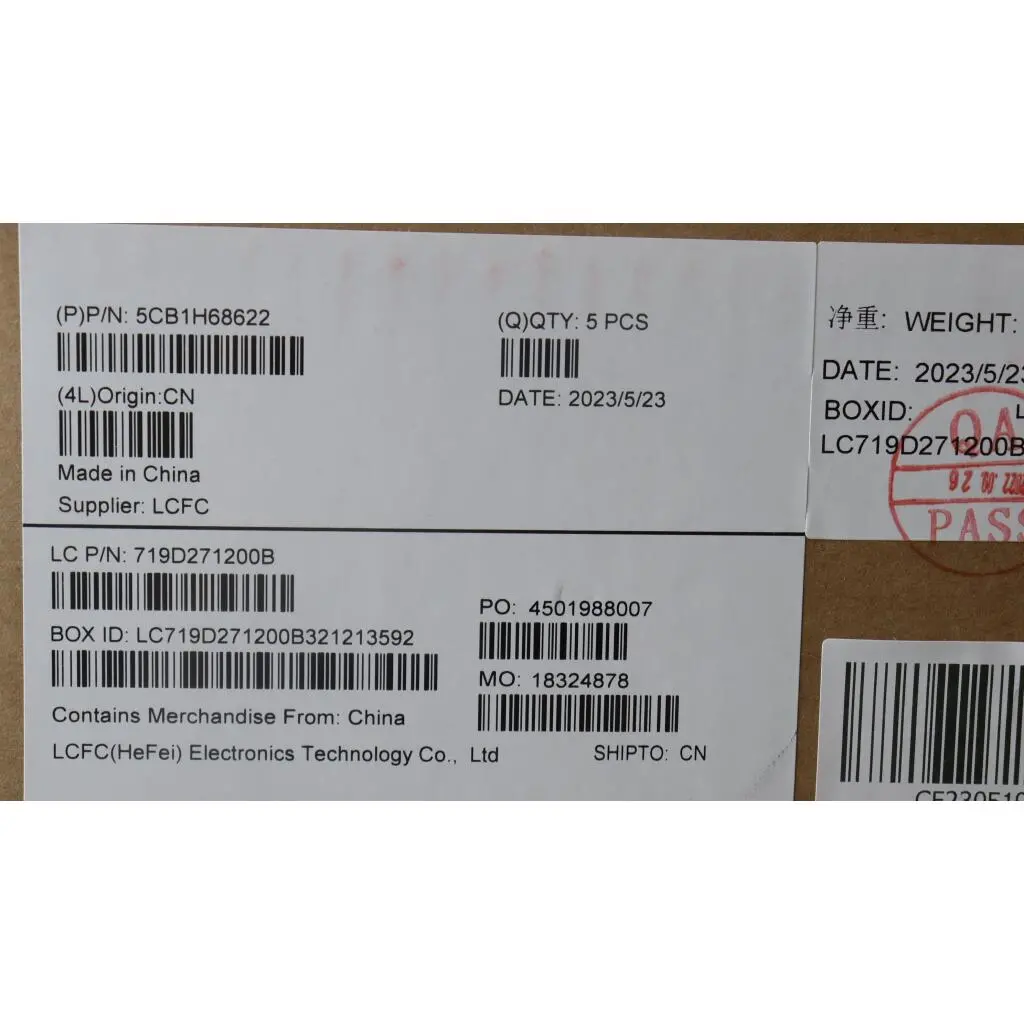 (P)P/N: 5CB1H68622
(Q)QTY: 5 PCS
(4L)Origin:CN
DATE: 2023/5/23
Made in China
Supplier: LCFC
LC P/N: 719D271200B
PO: 4501988007
BOX ID: LC719D271200B321213592
MO: 18324878
Contains Merchandise From: China
LCFC(HeFei) Electronics Technology Co., Ltd
SHIPTO: CN
净重: WEIGHT:
DATE: 2023/5/23
BOXID:
LC719D271200B
QA
PASS